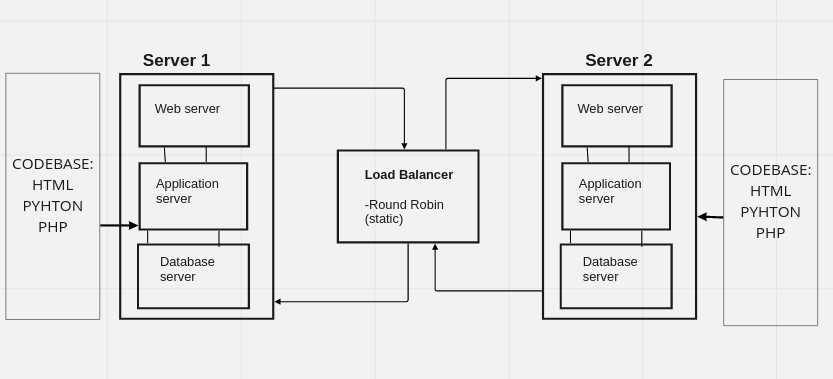 Server 1
Web server
Application
server
Database
server
CODEBASE:
HTML
PYHTON
PHP
Load Balancer
-Round Robin
(static)
Server 2
Web server
Application
server
Database
server
CODEBASE:
HTML
PYHTON
PHP